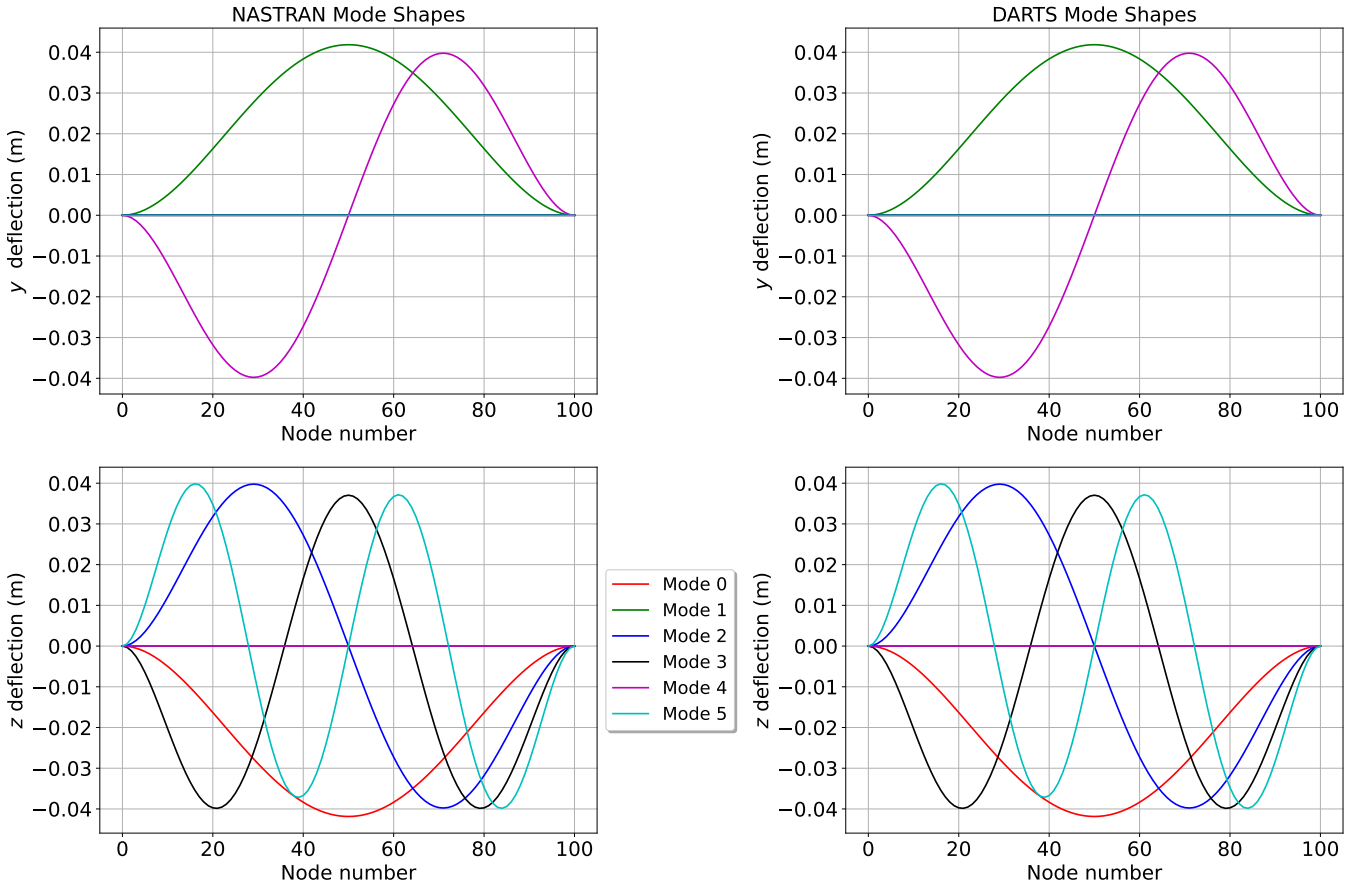 NASTRAN Mode Shapes
y deflection (m)
0.04
0.03
0.02
0.01
0.00
−0.01
−0.02
−0.03
−0.04
0 20 40 60 80 100
Node number
DARTS Mode Shapes
y deflection (m)
0.04
0.03
0.02
0.01
0.00
−0.01
−0.02
−0.03
−0.04
0 20 40 60 80 100
Node number
z deflection (m)
0.04
0.03
0.02
0.01
0.00
−0.01
−0.02
−0.03
−0.04
0 20 40 60 80 100
Node number
Mode 0
Mode 1
Mode 2
Mode 3
Mode 4
Mode 5
z deflection (m)
0.04
0.03
0.02
0.01
0.00
−0.01
−0.02
−0.03
−0.04
0 20 40 60 80 100
Node number